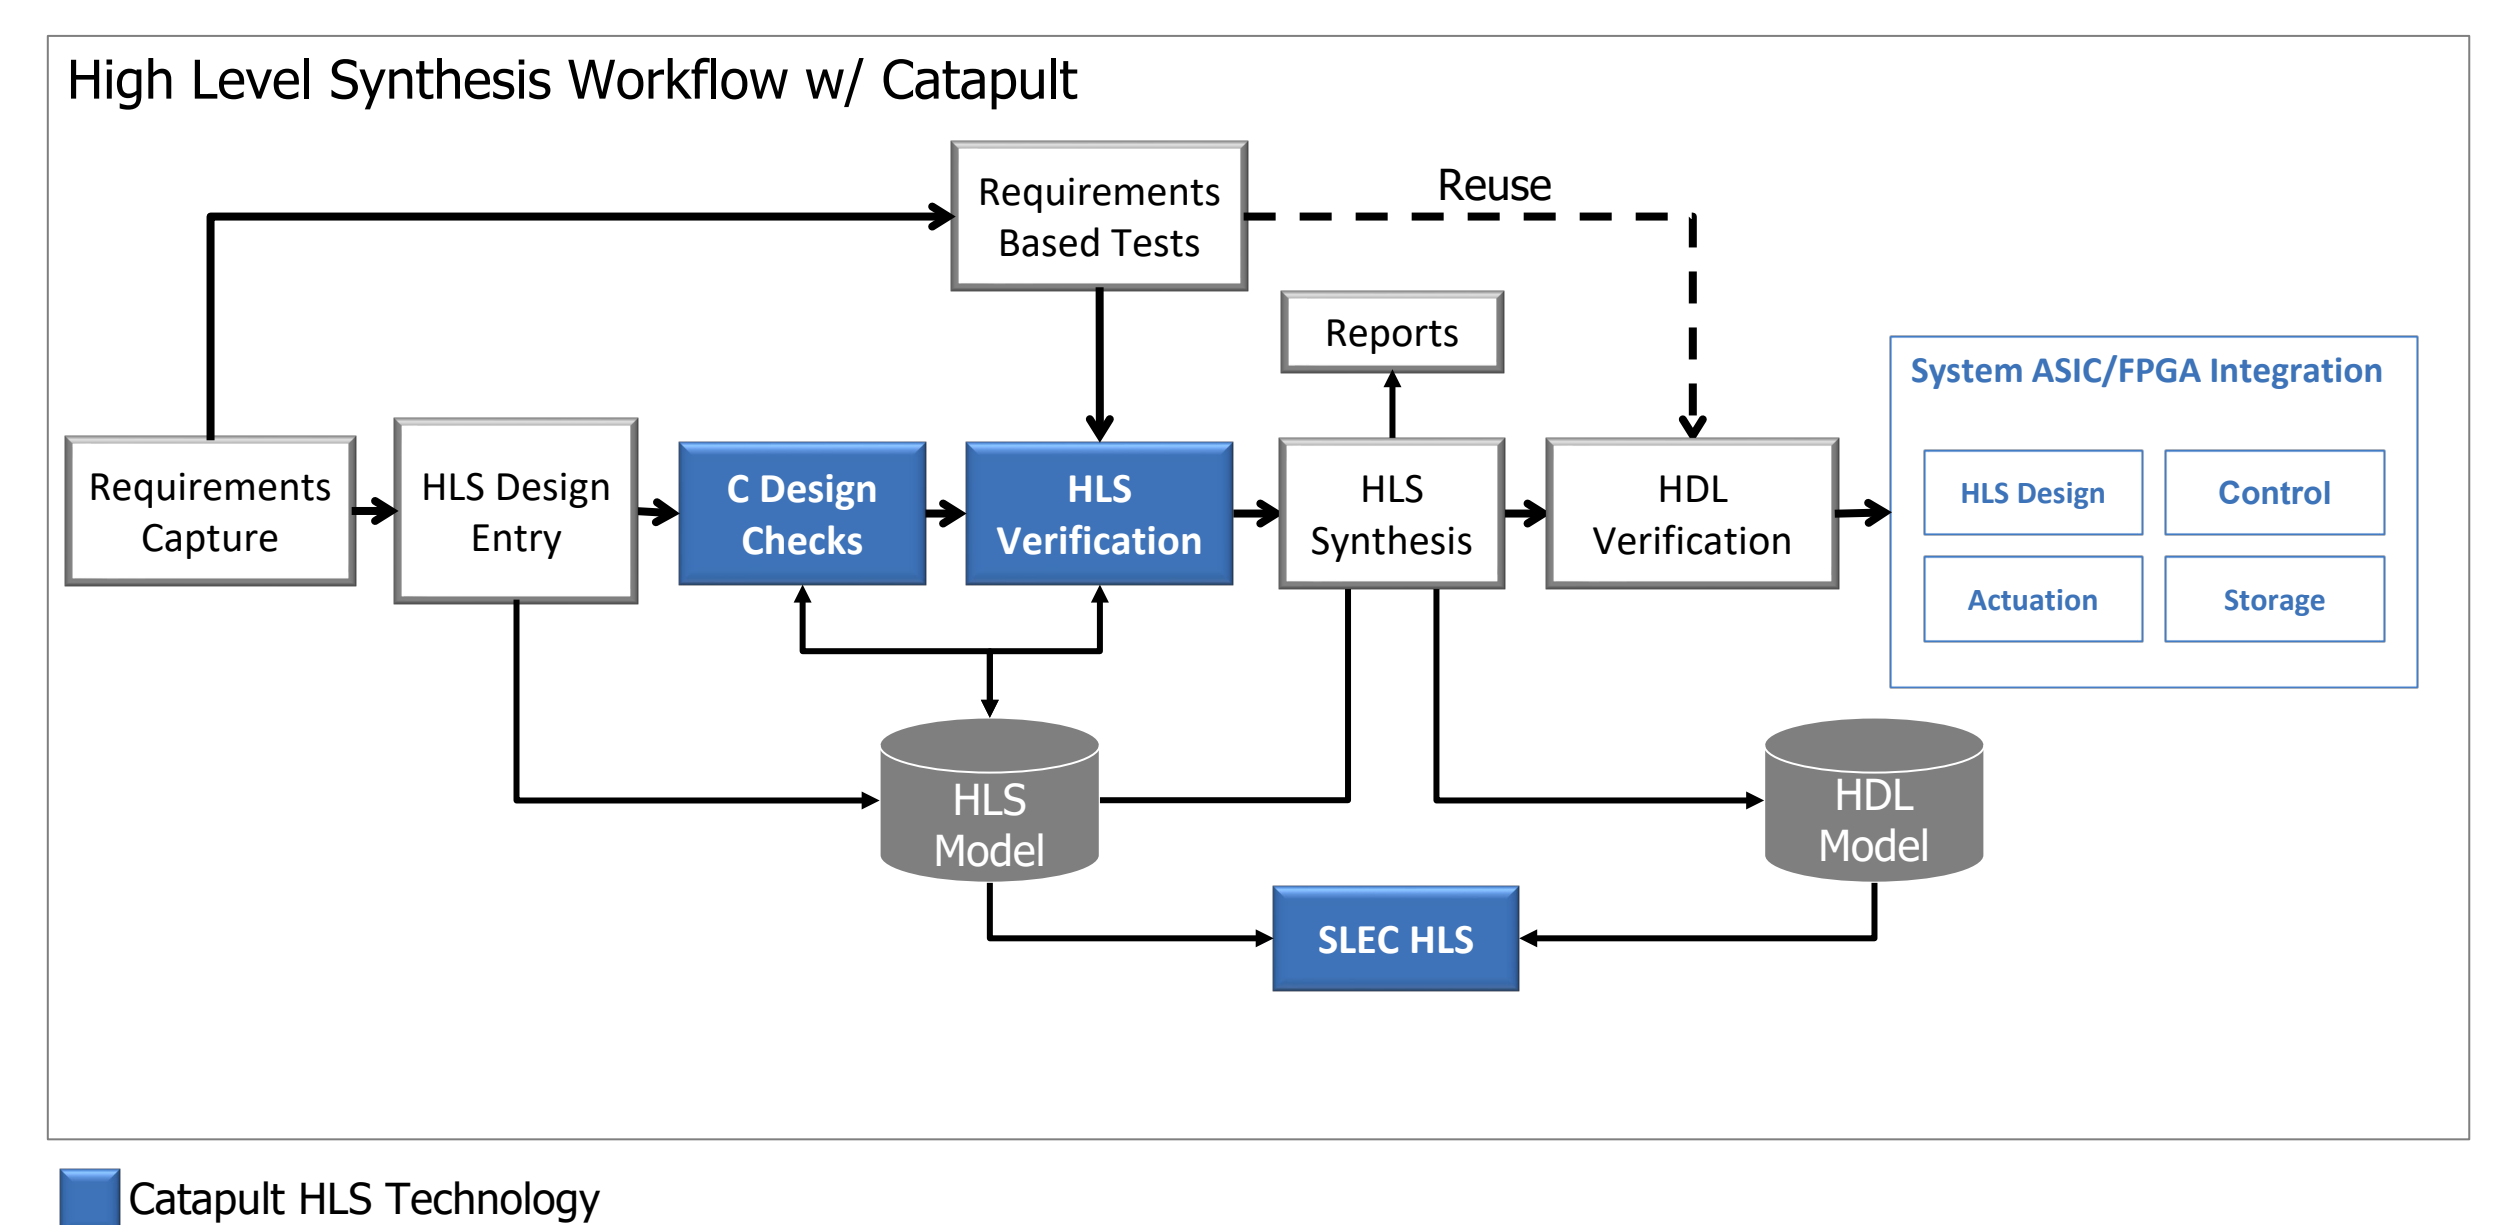 High Level Synthesis Workflow w/ Catapult
Requirements
Based Tests
Reuse
Reports
System ASIC/FPGA Integration
Requirements
Capture
HLS Design
Entry
C Design
Checks
HLS
Verification
HLS
Synthesis
HDL
Verification
HLS Design
Control
Actuation
Storage
HLS
Model
HDL
Model
SLEC HLS
Catapult HLS Technology